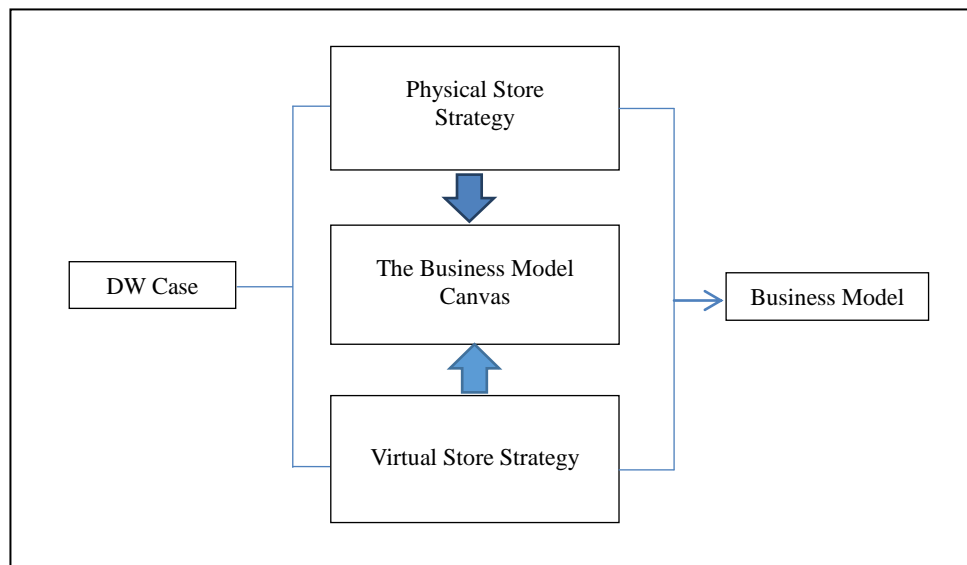 Physical Store
Strategy
The Business Model
Canvas
DW Case
Business Model
Virtual Store Strategy